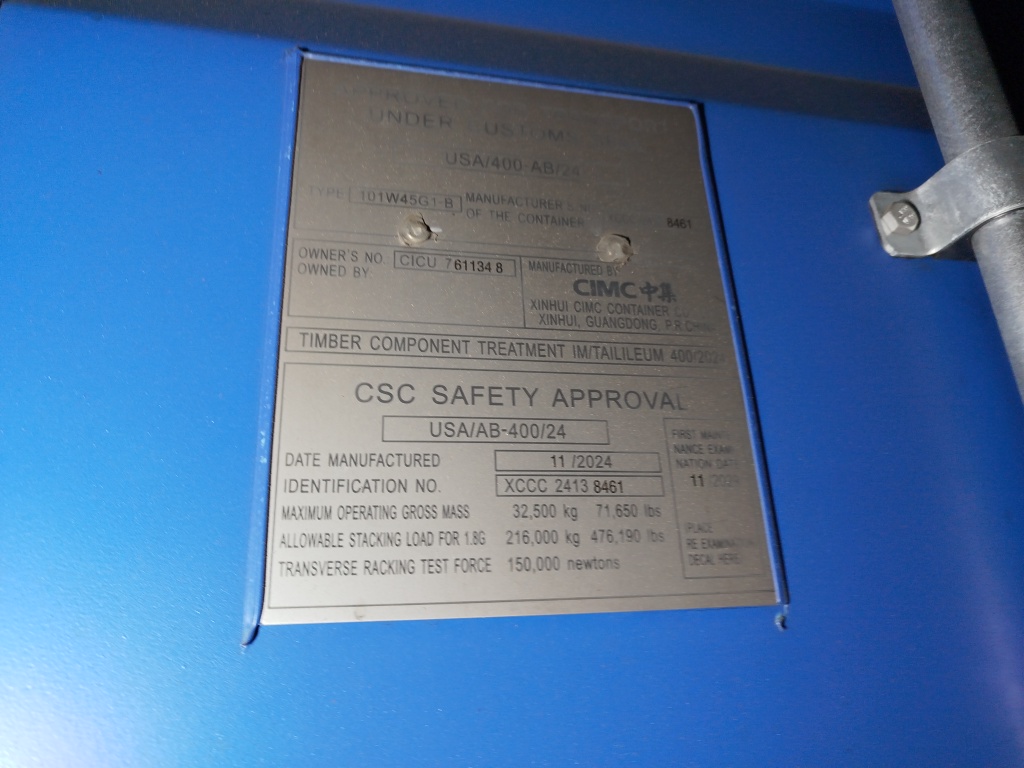 UNDER CUSTOM
USA/400-AB/24
TYPE 101W45G1-B MANUFACTURER'S
OF THE CONTAINER 8461
OWNER'S NO. CICU 7611348
OWNED BY
MANUFACTURED BY
CIMC 中集
XINHUI CIMC CONTAINER
XINHUI, GUANGDONG, P.R.CHINA
TIMBER COMPONENT TREATMENT IM/TAILILEUM 400/2024
CSC SAFETY APPROVAL
USA/AB-400/24
DATE MANUFACTURED 11 /2024
IDENTIFICATION NO. XCCC 2413 8461
MAXIMUM OPERATING GROSS MASS 32,500 kg 71,650 lbs
ALLOWABLE STACKING LOAD FOR 1.8G 216,000 kg 476,190 lbs
TRANSVERSE RACKING TEST FORCE 150,000 newtons
FIRST MAINTE
NANCE EXAMI
NATION DATE
11
PLACE
RE EXAMINATION
DECAL HERE